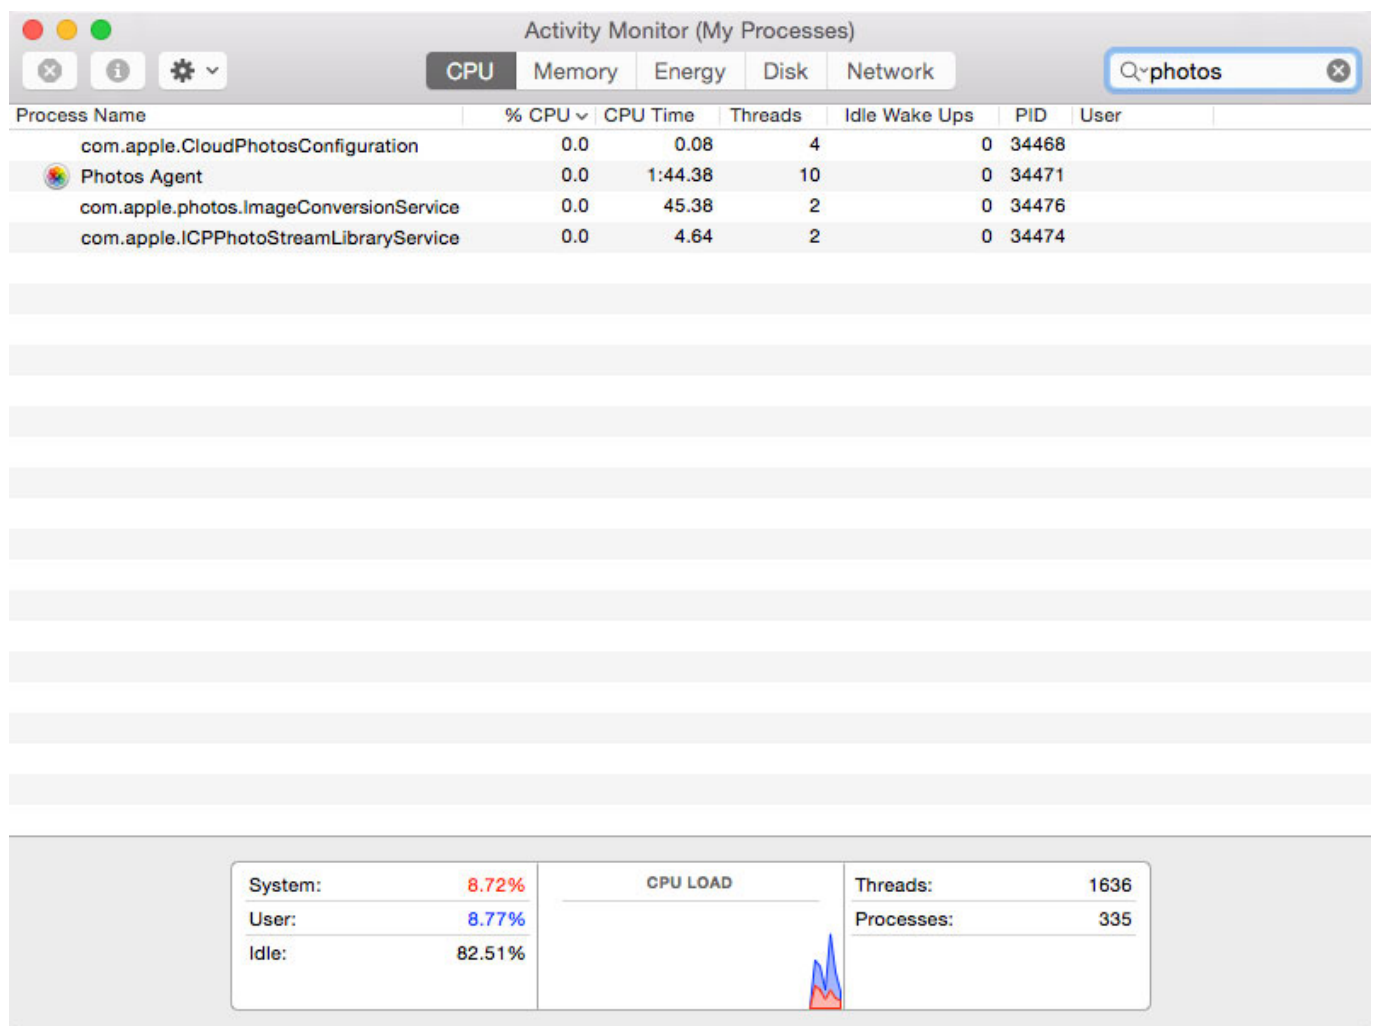 Activity Monitor (My Processes)
CPU Memory Energy Disk Network photos
Process Name % CPU CPU Time Threads Idle Wake Ups PID User
com.apple.CloudPhotosConfiguration 0.0 0.08 4 0 34468
Photos Agent 0.0 1:44.38 10 0 34471
com.apple.photos.ImageConversionService 0.0 45.38 2 0 34476
com.apple.ICPPhotoStreamLibraryService 0.0 4.64 2 0 34474
System: 8.72% CPU LOAD Threads: 1636
User: 8.77% Processes: 335
Idle: 82.51%